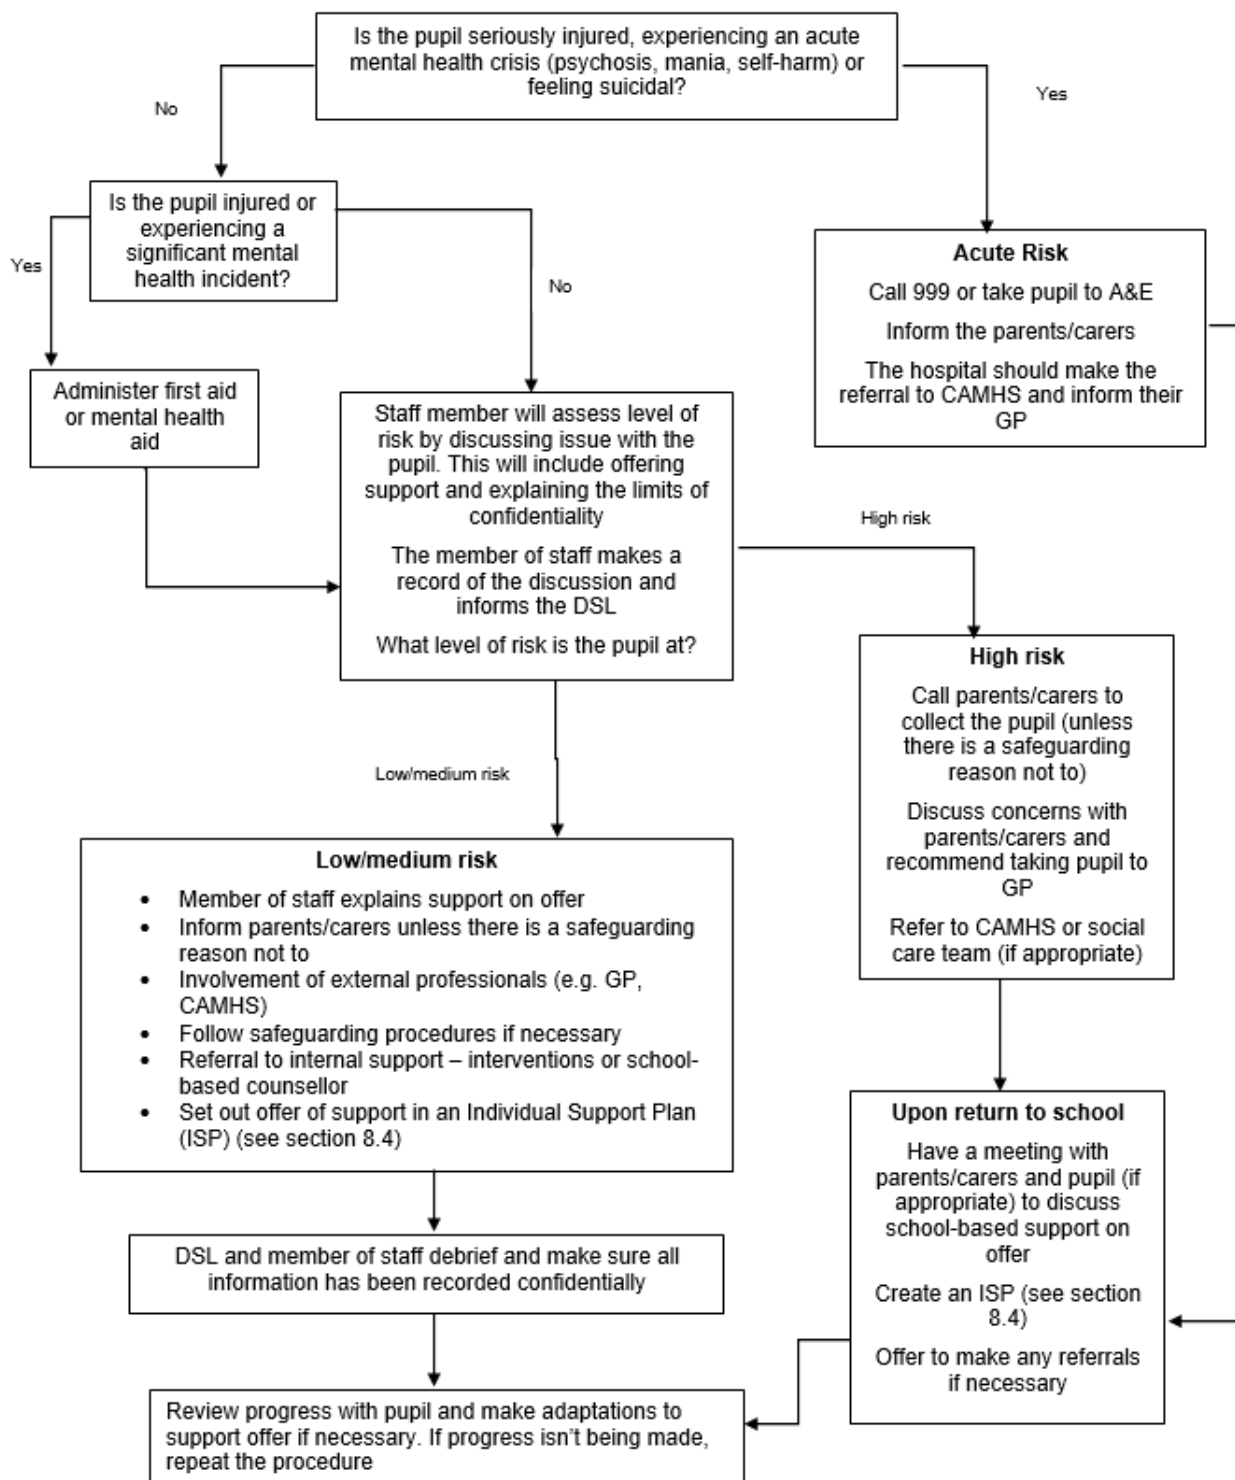 Is the pupil seriously injured, experiencing an acute
mental health crisis (psychosis, mania, self-harm) or
feeling suicidal?
No
Yes
Is the pupil injured or
experiencing a
significant mental
health incident?
Yes
No
Acute Risk
Call 999 or take pupil to A&E
Inform the parents/carers
The hospital should make the
referral to CAMHS and inform their
GP
Administer first aid
or mental health
aid
Staff member will assess level of
risk by discussing issue with the
pupil. This will include offering
support and explaining the limits of
confidentiality
The member of staff makes a
record of the discussion and
informs the DSL
What level of risk is the pupil at?
High risk
High risk
Call parents/carers to
collect the pupil (unless
there is a safeguarding
reason not to)
Discuss concerns with
parents/carers and
recommend taking pupil to
GP
Refer to CAMHS or social
care team (if appropriate)
Low/medium risk
Low/medium risk
• Member of staff explains support on offer
• Inform parents/carers unless there is a safeguarding
reason not to
• Involvement of external professionals (e.g. GP,
CAMHS)
• Follow safeguarding procedures if necessary
• Referral to internal support – interventions or school-
based counsellor
• Set out offer of support in an Individual Support Plan
(ISP) (see section 8.4)
Upon return to school
Have a meeting with
parents/carers and pupil (if
appropriate) to discuss
school-based support on
offer
Create an ISP (see section
8.4)
Offer to make any referrals
if necessary
DSL and member of staff debrief and make sure all
information has been recorded confidentially
Review progress with pupil and make adaptations to
support offer if necessary. If progress isn't being made,
repeat the procedure